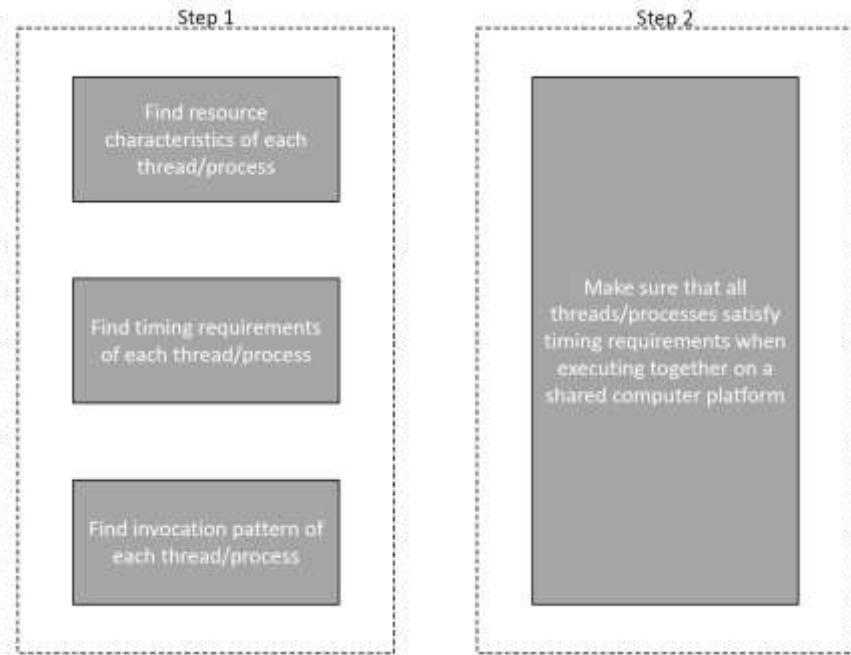 Step 1
Find resource
characteristics of each
thread/process
Find timing requirements
of each thread/process
Find invocation pattern of
each thread/process
Step 2
Make sure that all
threads/processes satisfy
timing requirements when
executing together on a
shared computer platform